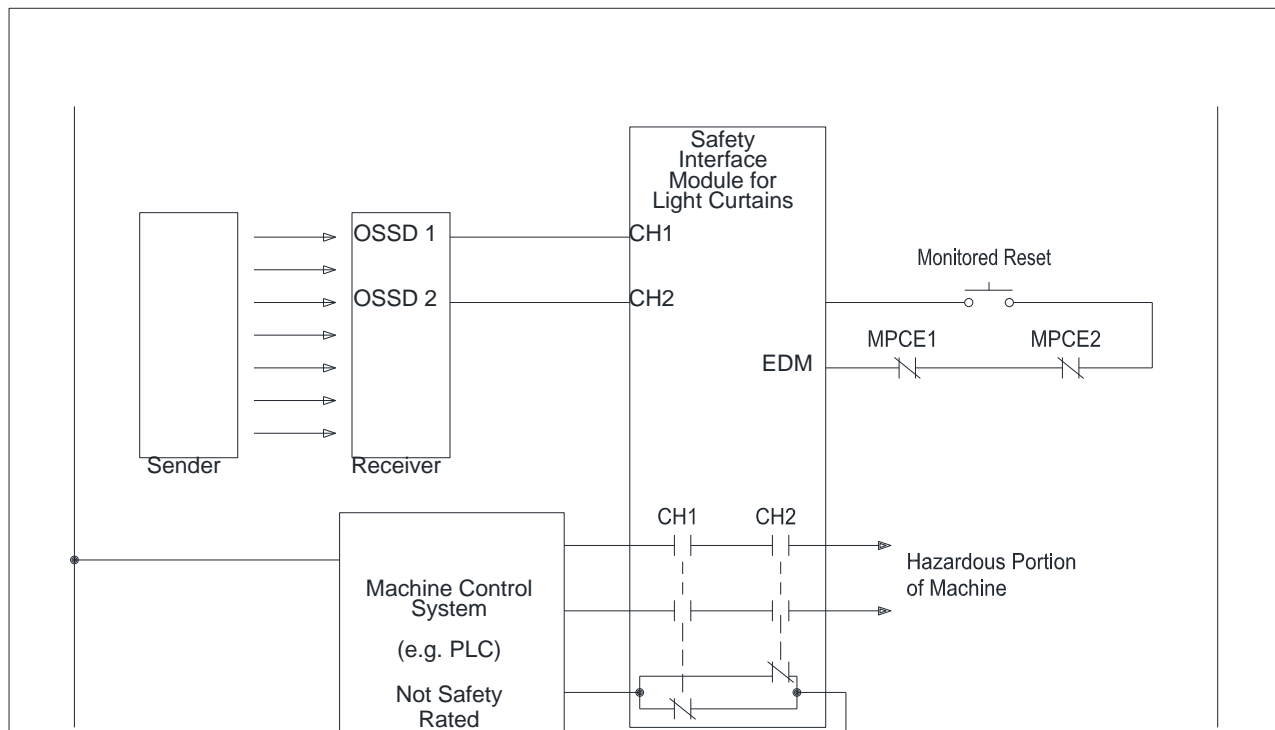 Safety
Interface
Module for
Light Curtains
OSSD 1
CH1
Monitored Reset
OSSD 2
CH2
MPCE1
MPCE2
EDM
Sender
Receiver
CH1
CH2
Hazardous Portion
of Machine
Machine Control
System
(e.g. PLC)
Not Safety
Rated